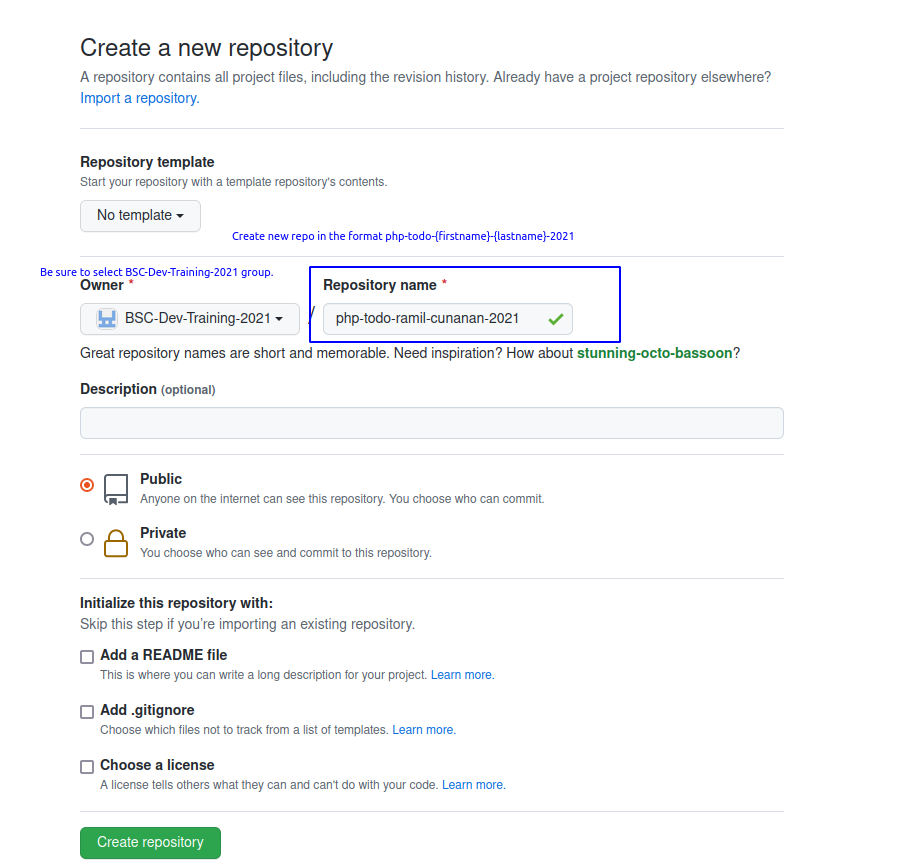 Create a new repository
A repository contains all project files, including the revision history. Already have a project repository elsewhere?
Import a repository.
Repository template
Start your repository with a template repository's contents.
No template
Create new repo in the format php-todo-{firstname}-{lastname}-2021
Be sure to select BSC-Dev-Training-2021 group.
Owner * Repository name *
BSC-Dev-Training-2021 / php-todo-ramil-cunanan-2021
Great repository names are short and memorable. Need inspiration? How about stunning-octo-bassoon?
Description (optional)
Public
Anyone on the internet can see this repository. You choose who can commit.
Private
You choose who can see and commit to this repository.
Initialize this repository with:
Skip this step if you’re importing an existing repository.
Add a README file
This is where you can write a long description for your project. Learn more.
Add .gitignore
Choose which files not to track from a list of templates. Learn more.
Choose a license
A license tells others what they can and can't do with your code. Learn more.
Create repository